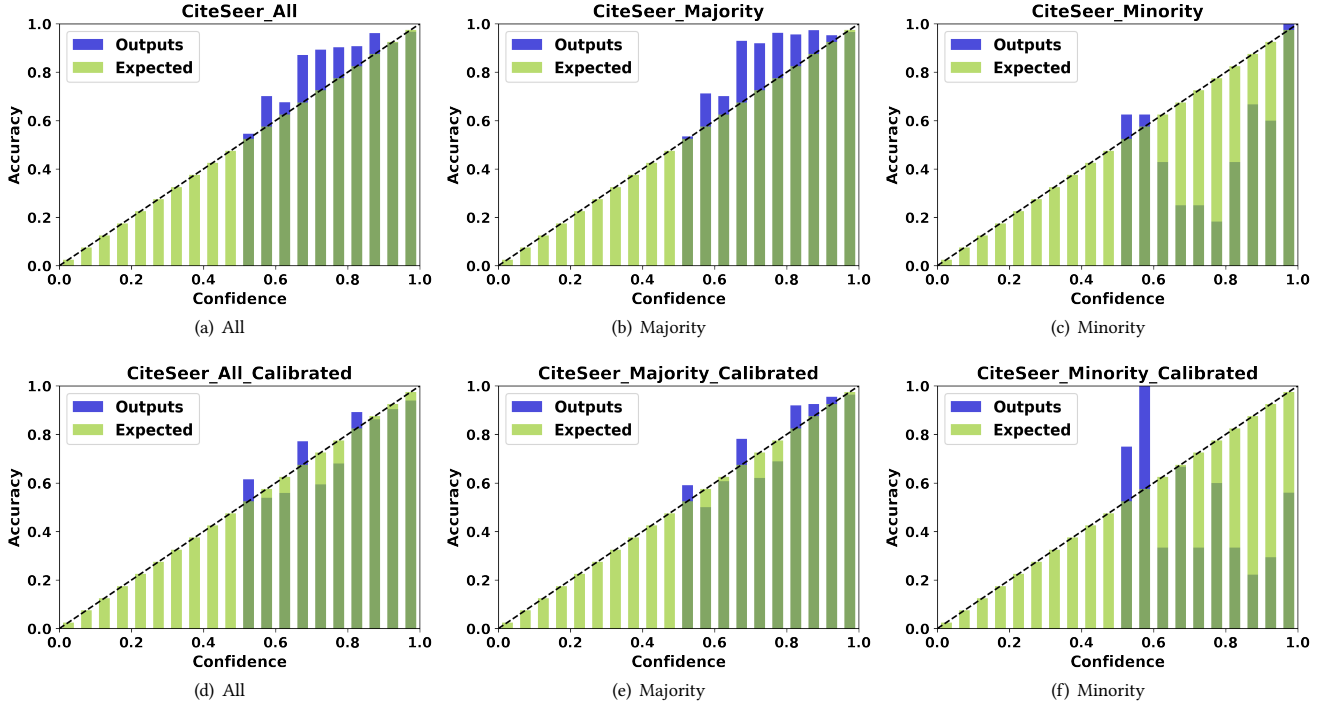 CiteSeer_All
Outputs
Expected
Accuracy
1.0
0.8
0.6
0.4
0.2
0.0
0.0 0.2 0.4 0.6 0.8 1.0
Confidence
(a) All
CiteSeer_Majority
Outputs
Expected
Accuracy
1.0
0.8
0.6
0.4
0.2
0.0
0.0 0.2 0.4 0.6 0.8 1.0
Confidence
(b) Majority
CiteSeer_Minority
Outputs
Expected
Accuracy
1.0
0.8
0.6
0.4
0.2
0.0
0.0 0.2 0.4 0.6 0.8 1.0
Confidence
(c) Minority
CiteSeer_All_Calibrated
Outputs
Expected
Accuracy
1.0
0.8
0.6
0.4
0.2
0.0
0.0 0.2 0.4 0.6 0.8 1.0
Confidence
(d) All
CiteSeer_Majority_Calibrated
Outputs
Expected
Accuracy
1.0
0.8
0.6
0.4
0.2
0.0
0.0 0.2 0.4 0.6 0.8 1.0
Confidence
(e) Majority
CiteSeer_Minority_Calibrated
Outputs
Expected
Accuracy
1.0
0.8
0.6
0.4
0.2
0.0
0.0 0.2 0.4 0.6 0.8 1.0
Confidence
(f) Minority